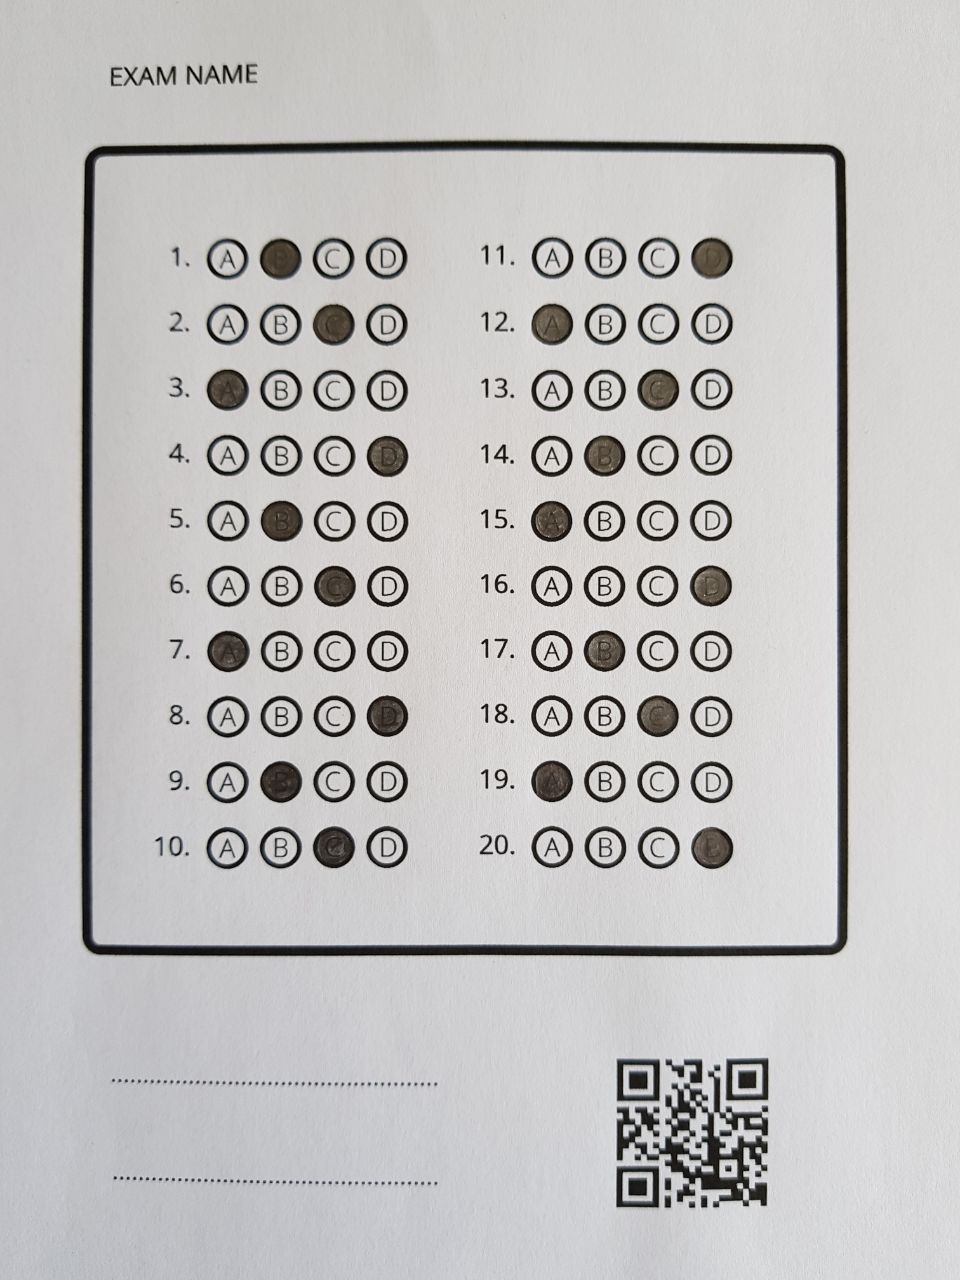 EXAM NAME
1. A B C D
2. A B C D
3. A B C D
4. A B C D
5. A B C D
6. A B C D
7. A B C D
8. A B C D
9. A B C D
10. A B C D
11. A B C D
12. A B C D
13. A B C D
14. A B C D
15. A B C D
16. A B C D
17. A B C D
18. A B C D
19. A B C D
20. A B C D